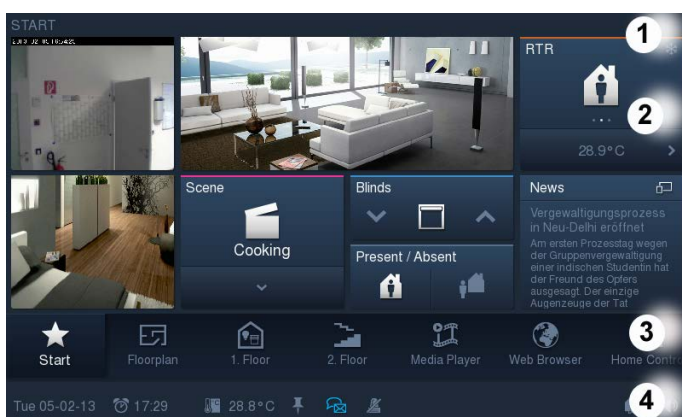 START
1
RTR
2
28.9°C
Scene
Cooking
Blinds
Present / Absent
News
Vergewaltigungsprozess
in Neu-Delhi eröffnet
Am ersten Prozesstag wegen
der Gruppenvergewaltigung
einer indischen Studentin hat
der Freund des Opfers
ausgesagt. Der einzige
Augenzeuge der Tat
3
Start
Floorplan
1. Floor
2. Floor
Media Player
Web Browser
Home Contro
4
Tue 05-02-13
17:29
28.8°C